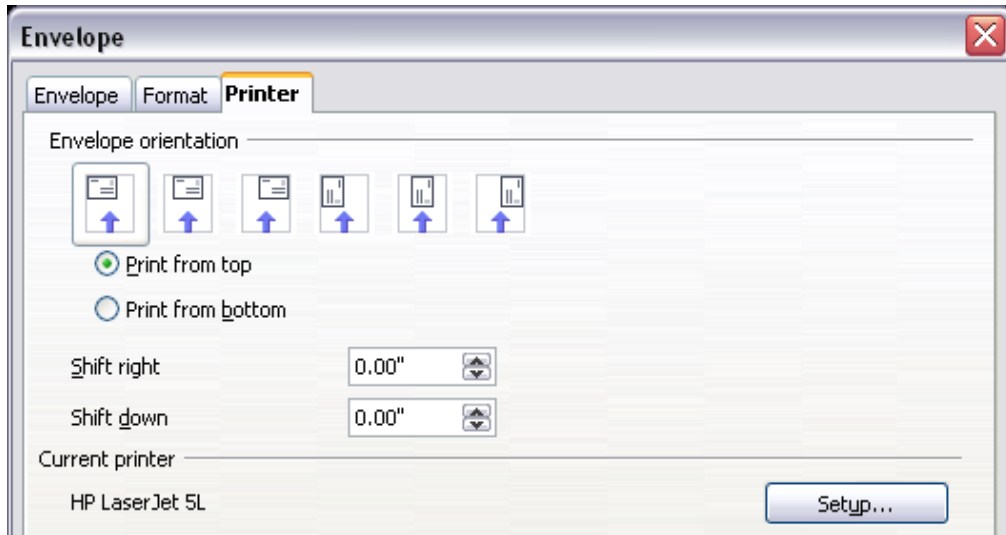 Envelope
Envelope Format Printer
Envelope orientation
Print from top
Print from bottom
Shift right 0.00"
Shift down 0.00"
Current printer
HP LaserJet 5L Setup...